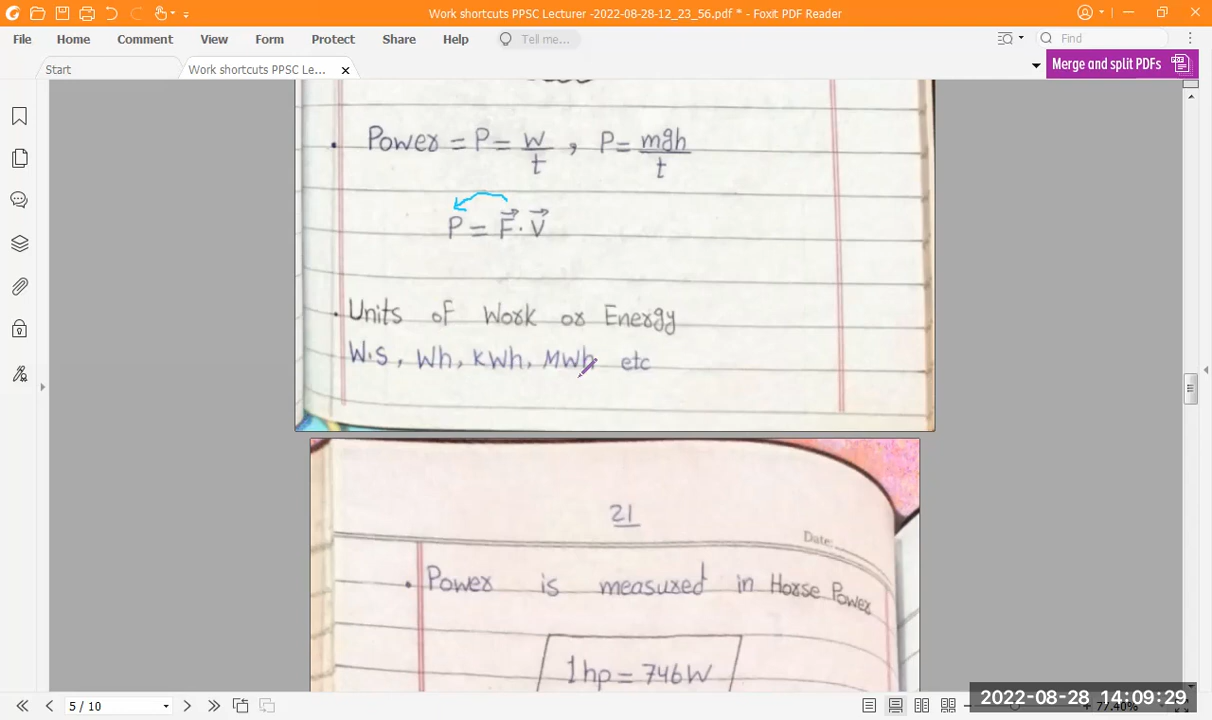 Work shortcuts PPSC Lecturer -2022-08-28-12_23_56.pdf * - Foxit PDF Reader
File Home Comment View Form Protect Share Help Tell me... Find
Start Work shortcuts PPSC Le... Merge and split PDFs
. Power = P = W/t , P = mgh/t
P = F⃗ . V⃗
. Units of Work or Energy
W.s, Wh, KWh, MWh etc
21
Date:
. Power is measured in Horse Power
1hp = 746W
5 / 10
2022-08-28 14:09:29
77.40%